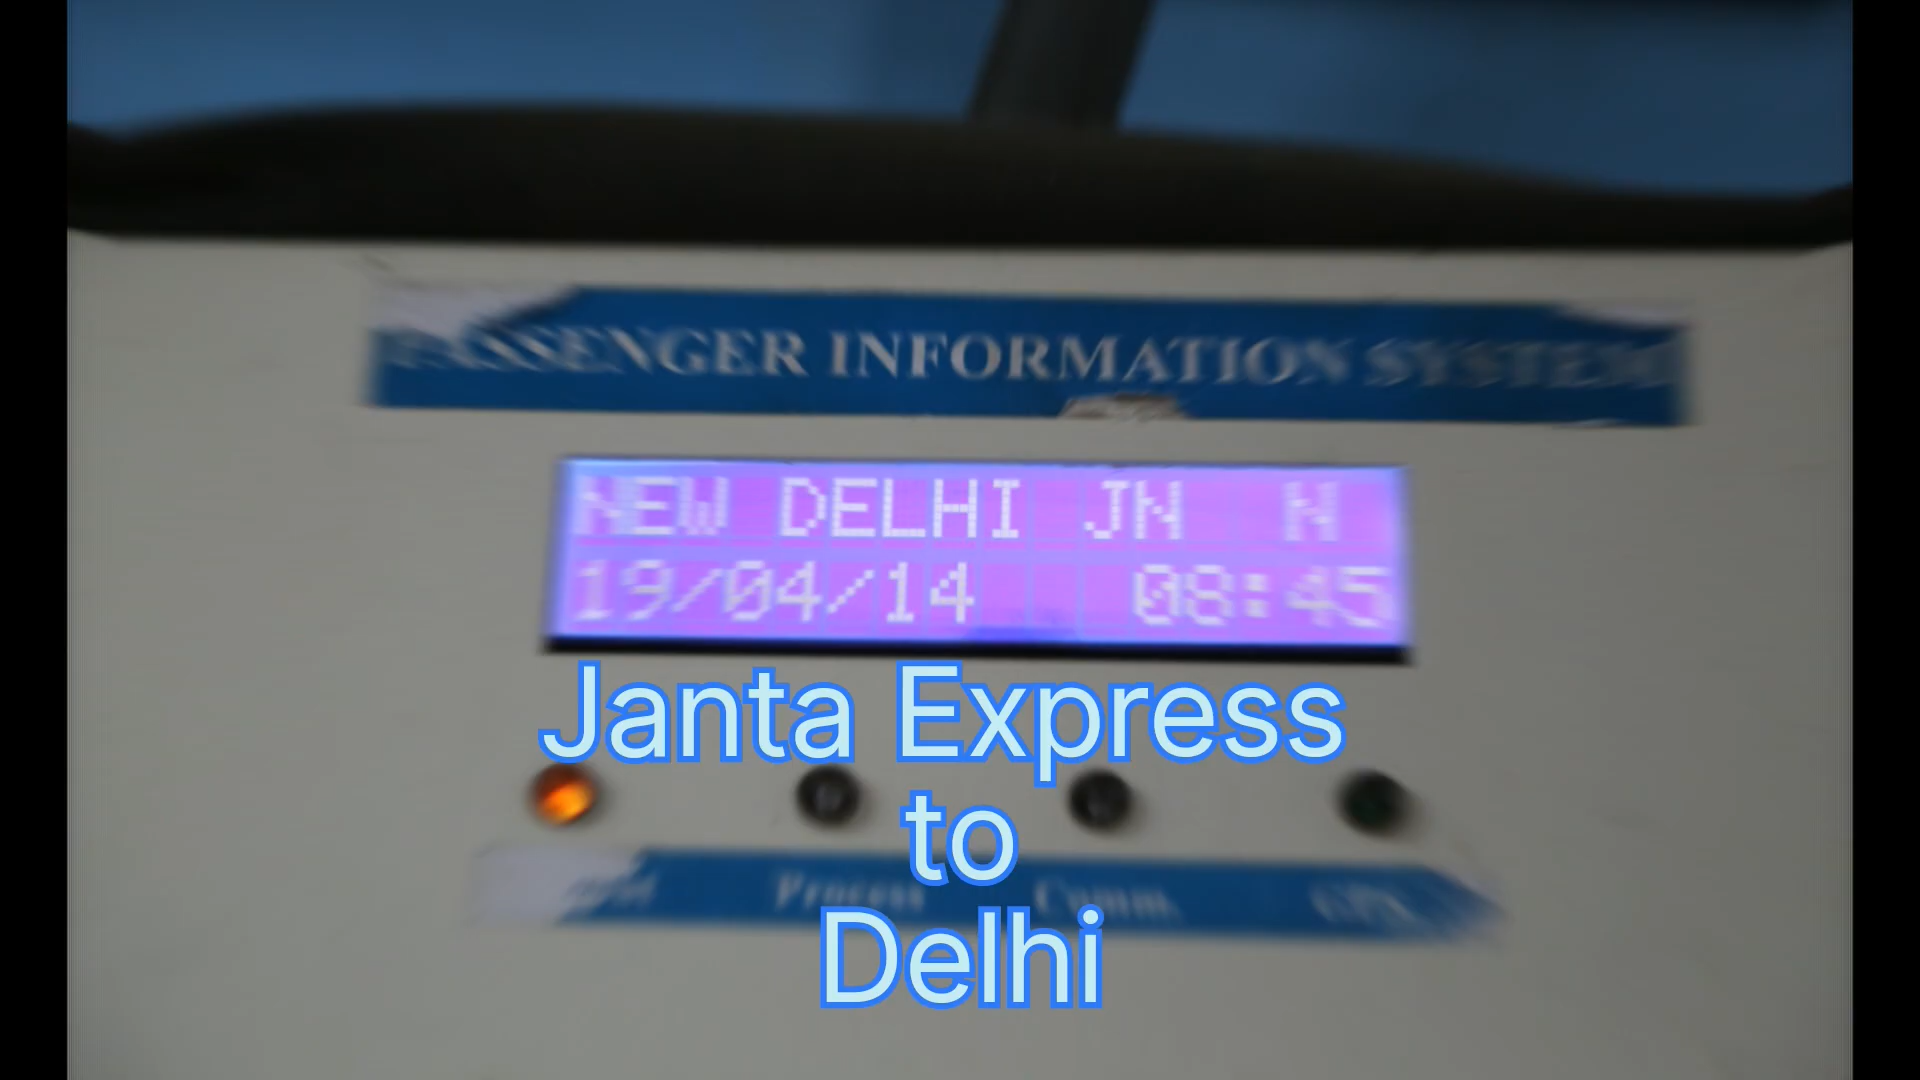 PASSENGER INFORMATION SYSTEM
NEW DELHI JN N
19/04/14 08:45
Janta Express
to
Delhi
Process Comm.